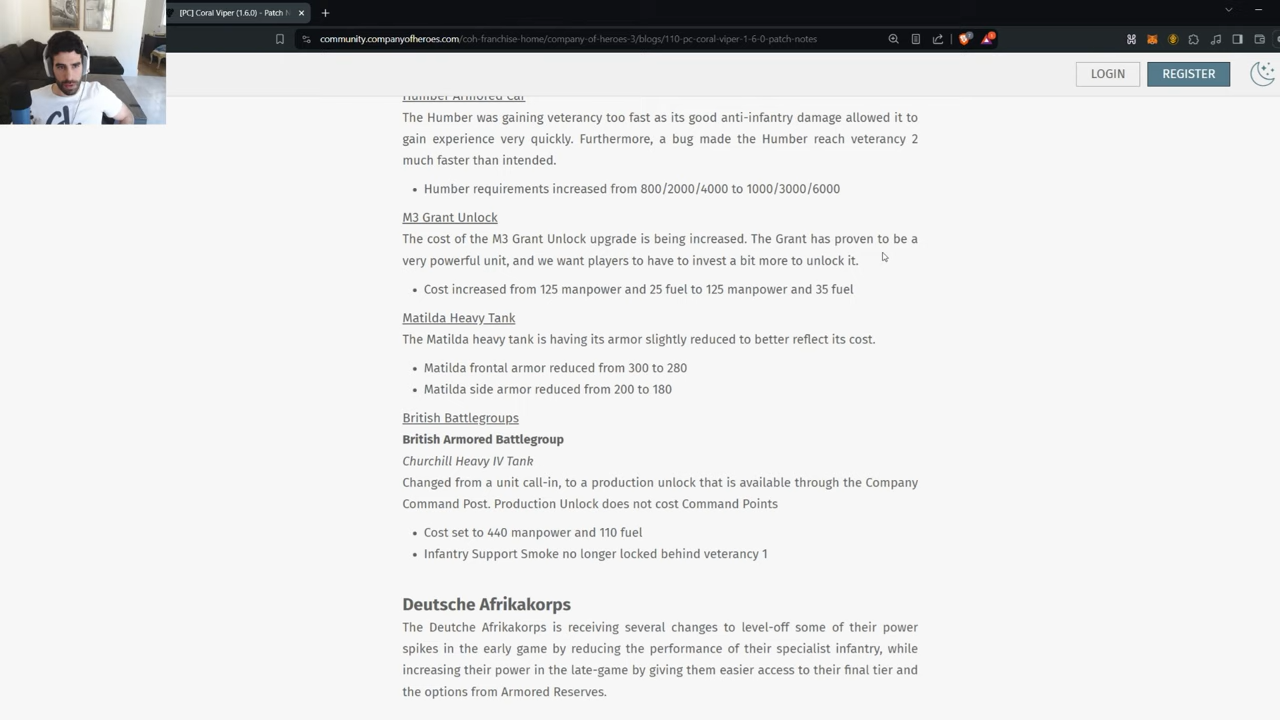 [PC] Coral Viper (1.6.0) - Patch N
community.companyofheroes.com/coh-franchise-home/company-of-heroes-3/blogs/110-pc-coral-viper-1-6-0-patch-notes
LOGIN
REGISTER
Humber Armored Car
The Humber was gaining veterancy too fast as its good anti-infantry damage allowed it to
gain experience very quickly. Furthermore, a bug made the Humber reach veterancy 2
much faster than intended.
• Humber requirements increased from 800/2000/4000 to 1000/3000/6000
M3 Grant Unlock
The cost of the M3 Grant Unlock upgrade is being increased. The Grant has proven to be a
very powerful unit, and we want players to have to invest a bit more to unlock it.
• Cost increased from 125 manpower and 25 fuel to 125 manpower and 35 fuel
Matilda Heavy Tank
The Matilda heavy tank is having its armor slightly reduced to better reflect its cost.
• Matilda frontal armor reduced from 300 to 280
• Matilda side armor reduced from 200 to 180
British Battlegroups
British Armored Battlegroup
Churchill Heavy IV Tank
Changed from a unit call-in, to a production unlock that is available through the Company
Command Post. Production Unlock does not cost Command Points
• Cost set to 440 manpower and 110 fuel
• Infantry Support Smoke no longer locked behind veterancy 1
Deutsche Afrikakorps
The Deutche Afrikakorps is receiving several changes to level-off some of their power
spikes in the early game by reducing the performance of their specialist infantry, while
increasing their power in the late-game by giving them easier access to their final tier and
the options from Armored Reserves.